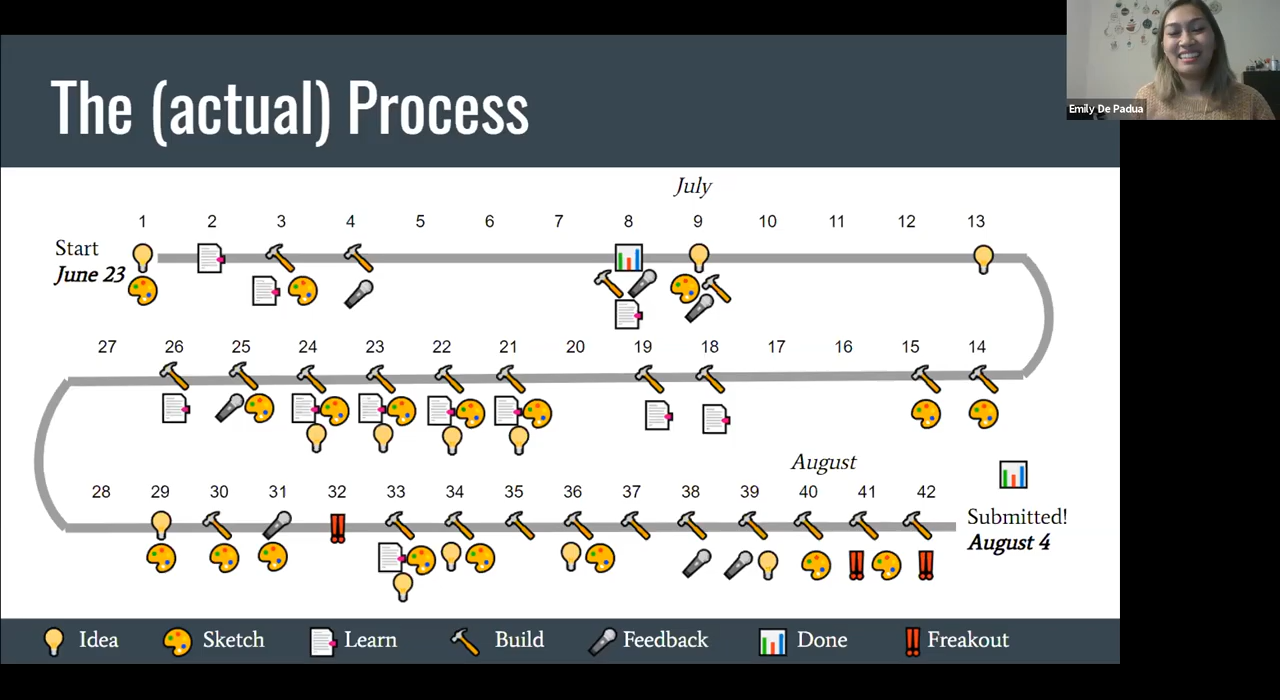 The (actual) Process
Emily De Padua
July
1 2 3 4 5 6 7 8 9 10 11 12 13
Start
June 23
27 26 25 24 23 22 21 20 19 18 17 16 15 14
August
28 29 30 31 32 33 34 35 36 37 38 39 40 41 42
Submitted!
August 4
Idea Sketch Learn Build Feedback Done Freakout